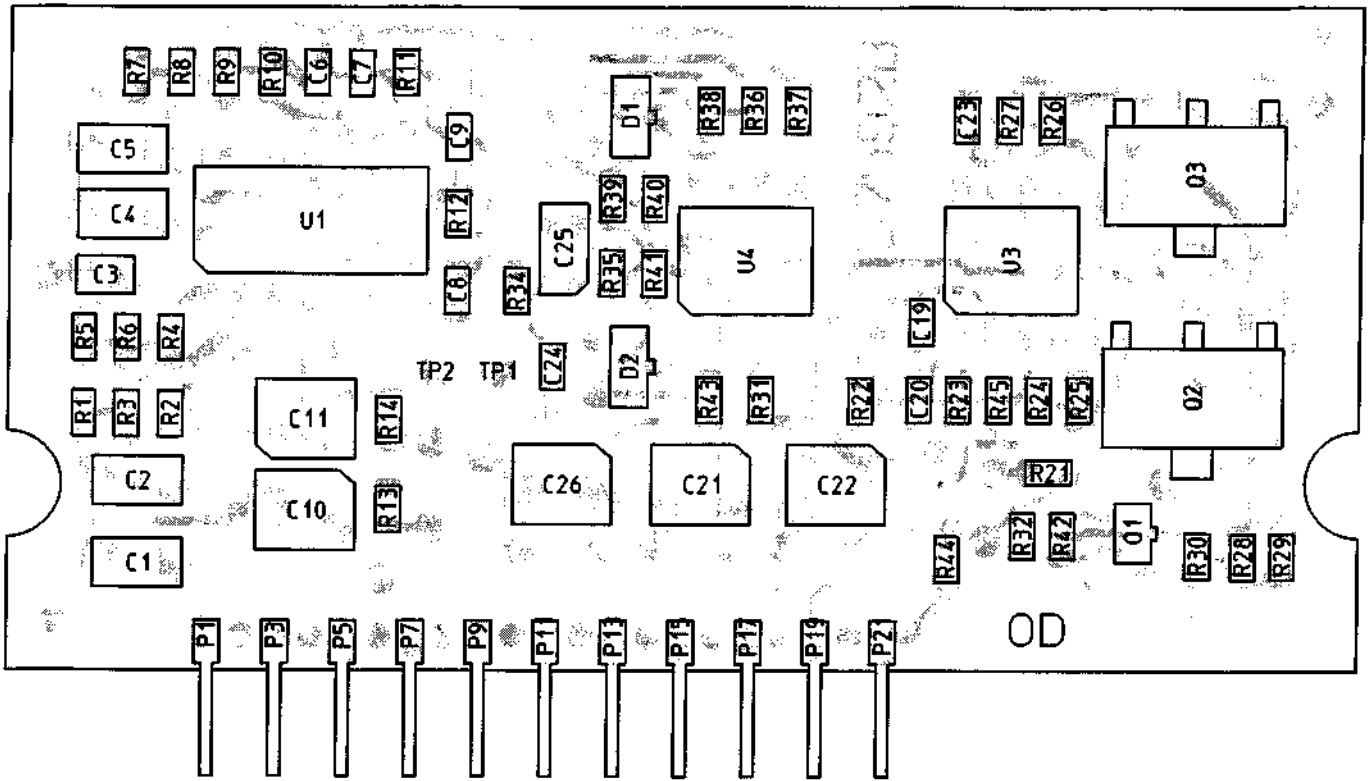 R7 R8 R9 R10 C6 C7 R11
D1 R38 R36 R37 C23 R27 R26
C5 C9 Q3
C4 U1 R12 C25 R39 R40
C3 C8 R34 R35 R41 U4 U3
R5 R6 R4 C19
TP2 TP1 C24 D2
R1 R3 R2 C11 R14 R43 R31 R22 C20 R23 R45 R24 R25 Q2
C2 C10 R13 C26 C21 C22 R21
C1 R44 R32 R42 Q1 R30 R28 R29
P1 P3 P5 P7 P9 P1 P13 P15 P17 P19 P2 OD